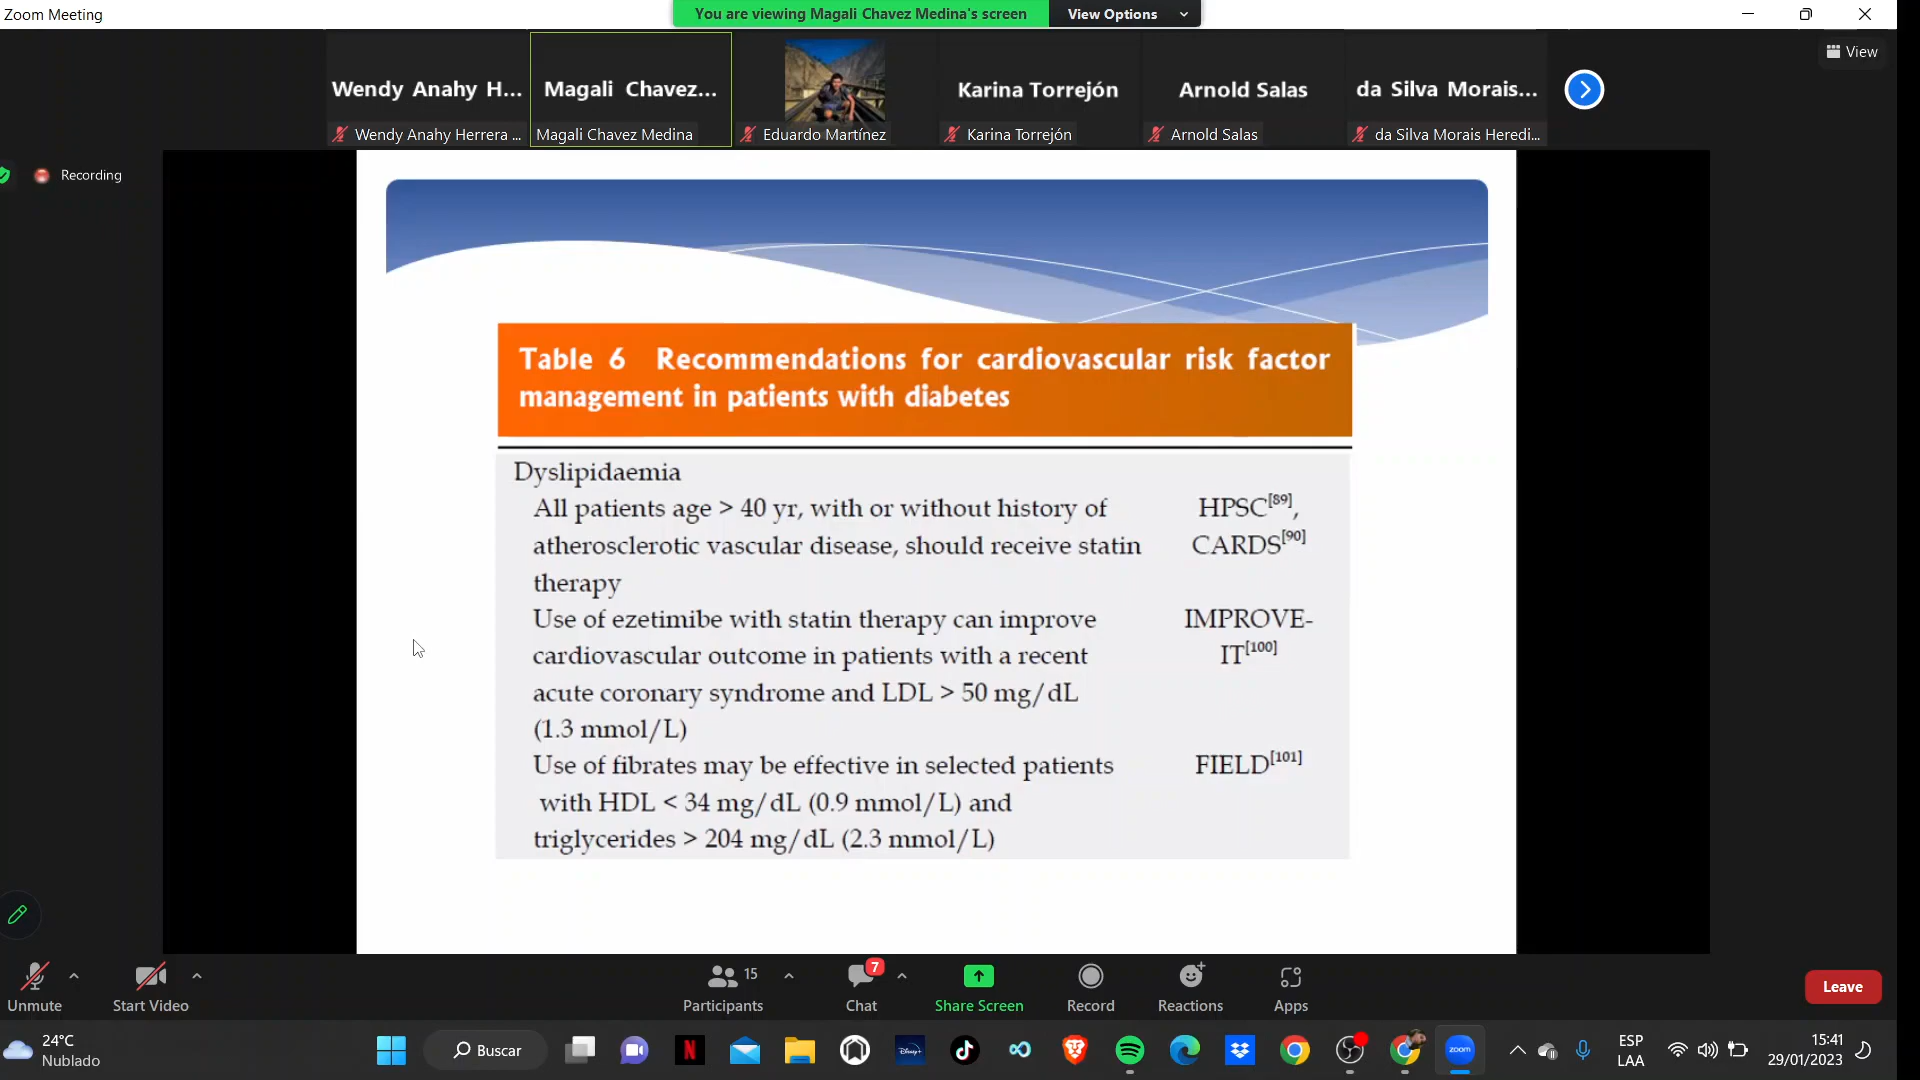 Zoom Meeting
You are viewing Magali Chavez Medina's screen
View Options
View
Wendy Anahy H...
Magali Chavez...
Karina Torrejón
Arnold Salas
da Silva Morais...
Wendy Anahy Herrera ...
Magali Chavez Medina
Eduardo Martínez
Karina Torrejón
Arnold Salas
da Silva Morais Heredi...
Recording
Table 6 Recommendations for cardiovascular risk factor
management in patients with diabetes
Dyslipidaemia
All patients age > 40 yr, with or without history of HPSC[89],
atherosclerotic vascular disease, should receive statin CARDS[90]
therapy
Use of ezetimibe with statin therapy can improve IMPROVE-
cardiovascular outcome in patients with a recent IT[100]
acute coronary syndrome and LDL > 50 mg/dL
(1.3 mmol/L)
Use of fibrates may be effective in selected patients FIELD[101]
with HDL < 34 mg/dL (0.9 mmol/L) and
triglycerides > 204 mg/dL (2.3 mmol/L)
Unmute
Start Video
15
Participants
7
Chat
Share Screen
Record
Reactions
Apps
Leave
24°C
Nublado
Buscar
N
Disney+
zoom
ESP
LAA
15:41
29/01/2023